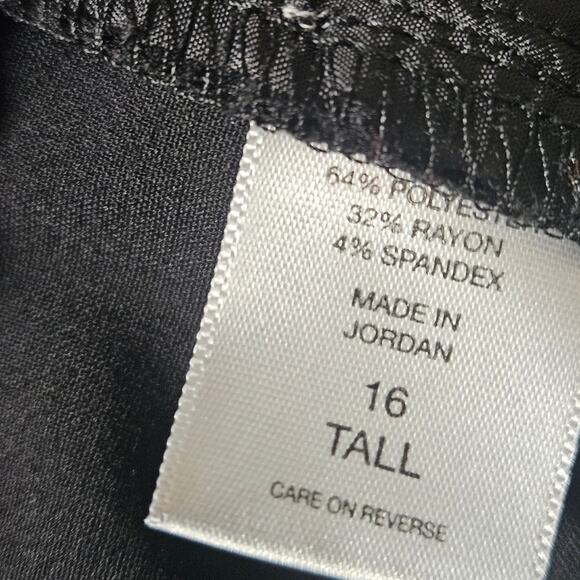 64% POLYESTER
32% RAYON
4% SPANDEX
MADE IN
JORDAN
16
TALL
CARE ON REVERSE